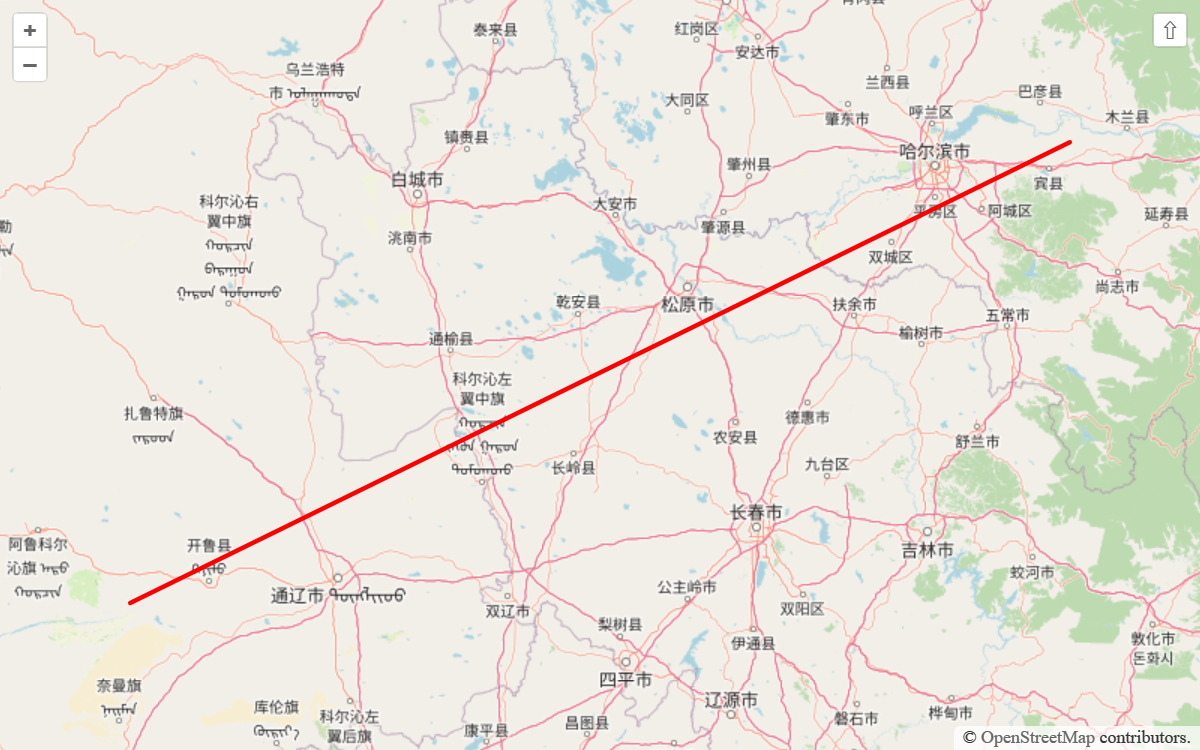 +
−
⇧
泰来县
红岗区
安达市
乌兰浩特
市
兰西县
巴彦县
大同区
肇东市
呼兰区
木兰县
镇赉县
哈尔滨市
白城市
肇州县
宾县
科尔沁右
翼中旗
大安市
平房区
阿城区
延寿县
肇源县
洮南市
双城区
尚志市
乾安县
松原市
扶余市
五常市
通榆县
榆树市
科尔沁左
翼中旗
扎鲁特旗
德惠市
农安县
舒兰市
长岭县
九台区
长春市
阿鲁科尔
沁旗
开鲁县
吉林市
蛟河市
通辽市
双辽市
公主岭市
双阳区
梨树县
伊通县
敦化市
돈화시
四平市
奈曼旗
辽源市
库伦旗
科尔沁左
翼后旗
康平县
昌图县
磐石市
桦甸市
© OpenStreetMap contributors.